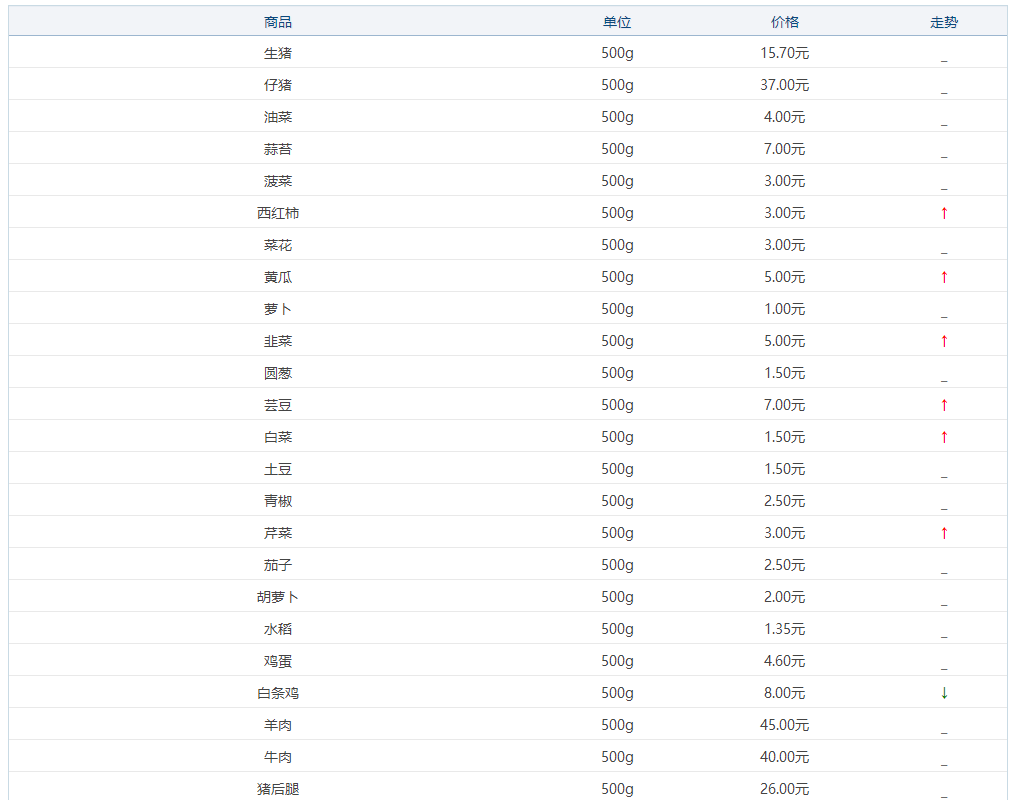 商品 单位 价格 走势
生猪 500g 15.70元 _
仔猪 500g 37.00元 _
油菜 500g 4.00元 _
蒜苔 500g 7.00元 _
菠菜 500g 3.00元 _
西红柿 500g 3.00元 ↑
菜花 500g 3.00元 _
黄瓜 500g 5.00元 ↑
萝卜 500g 1.00元 _
韭菜 500g 5.00元 ↑
圆葱 500g 1.50元 _
芸豆 500g 7.00元 ↑
白菜 500g 1.50元 ↑
土豆 500g 1.50元 _
青椒 500g 2.50元 _
芹菜 500g 3.00元 ↑
茄子 500g 2.50元 _
胡萝卜 500g 2.00元 _
水稻 500g 1.35元 _
鸡蛋 500g 4.60元 _
白条鸡 500g 8.00元 ↓
羊肉 500g 45.00元 _
牛肉 500g 40.00元 _
猪后腿 500g 26.00元 _